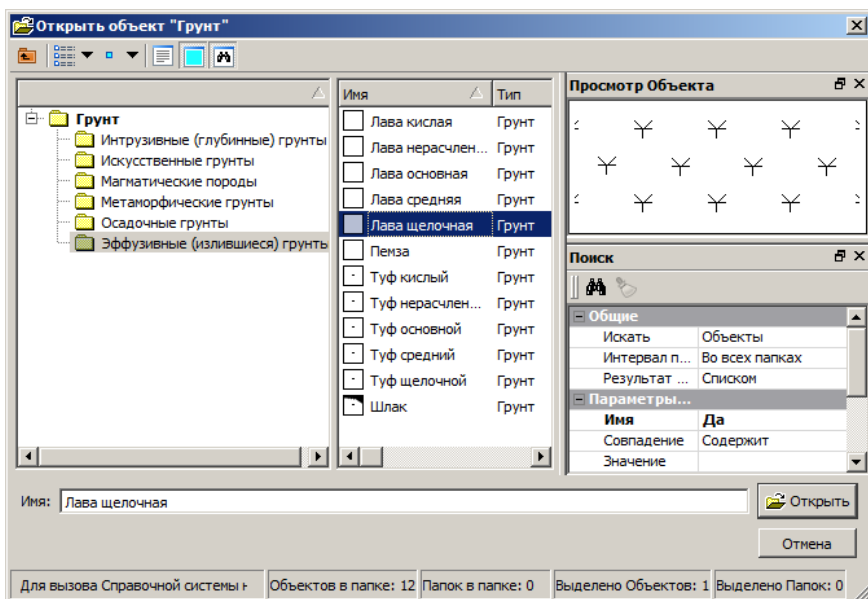 Открыть объект "Грунт"
Грунт
Интрузивные (глубинные) грунты
Искусственные грунты
Магматические породы
Метаморфические грунты
Осадочные грунты
Эффузивные (излившиеся) грунты
Имя Тип
Лава кислая Грунт
Лава нерасчлен... Грунт
Лава основная Грунт
Лава средняя Грунт
Лава щелочная Грунт
Пемза Грунт
Туф кислый Грунт
Туф нерасчлен... Грунт
Туф основной Грунт
Туф средний Грунт
Туф щелочной Грунт
Шлак Грунт
Просмотр Объекта
Поиск
Общие
Искать Объекты
Интервал п... Во всех папках
Результат ... Списком
Параметры...
Имя Да
Совпадение Содержит
Значение
Имя: Лава щелочная
Открыть
Отмена
Для вызова Справочной системы н Объектов в папке: 12 Папок в папке: 0 Выделено Объектов: 1 Выделено Папок: 0